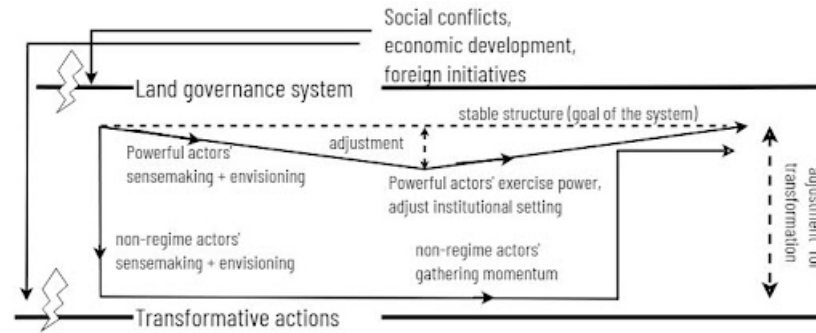 Social conflicts,
economic development,
foreign initiatives
Land governance system
stable structure (goal of the system)
adjustment
Powerful actors'
sensemaking + envisioning
Powerful actors' exercise power,
adjust institutional setting
non-regime actors'
sensemaking + envisioning
non-regime actors'
gathering momentum
adjustment for
transformation
Transformative actions